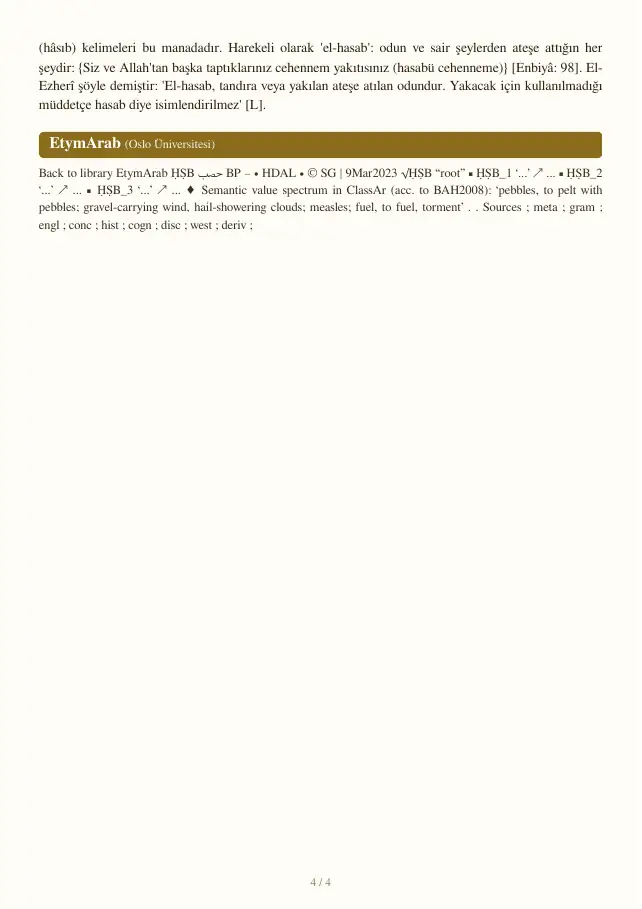 (hâsıb) kelimeleri bu manadadır. Harekeli olarak 'el-hasab': odun ve sair şeylerden ateşe attığın her
şeydir: {Siz ve Allah'tan başka taptıklarınız cehennem yakıtısınız (hasabü cehenneme)} [Enbiyâ: 98]. El-
Ezherî şöyle demiştir: 'El-hasab, tandıra veya yakılan ateşe atılan odundur. Yakacak için kullanılmadığı
müddetçe hasab diye isimlendirilmez' [L].
EtymArab (Oslo Üniversitesi)
Back to library EtymArab ḤṢB حصب BP – • HDAL • © SG | 9Mar2023 √ḤṢB “root” ▪ ḤṢB_1 ‘...’ ↗ ... ▪ ḤṢB_2
‘...’ ↗ ... ▪ ḤṢB_3 ‘...’ ↗ ... ♦ Semantic value spectrum in ClassAr (acc. to BAH2008): ‘pebbles, to pelt with
pebbles; gravel-carrying wind, hail-showering clouds; measles; fuel, to fuel, torment’ . . Sources ; meta ; gram ;
engl ; conc ; hist ; cogn ; disc ; west ; deriv ;
4 / 4